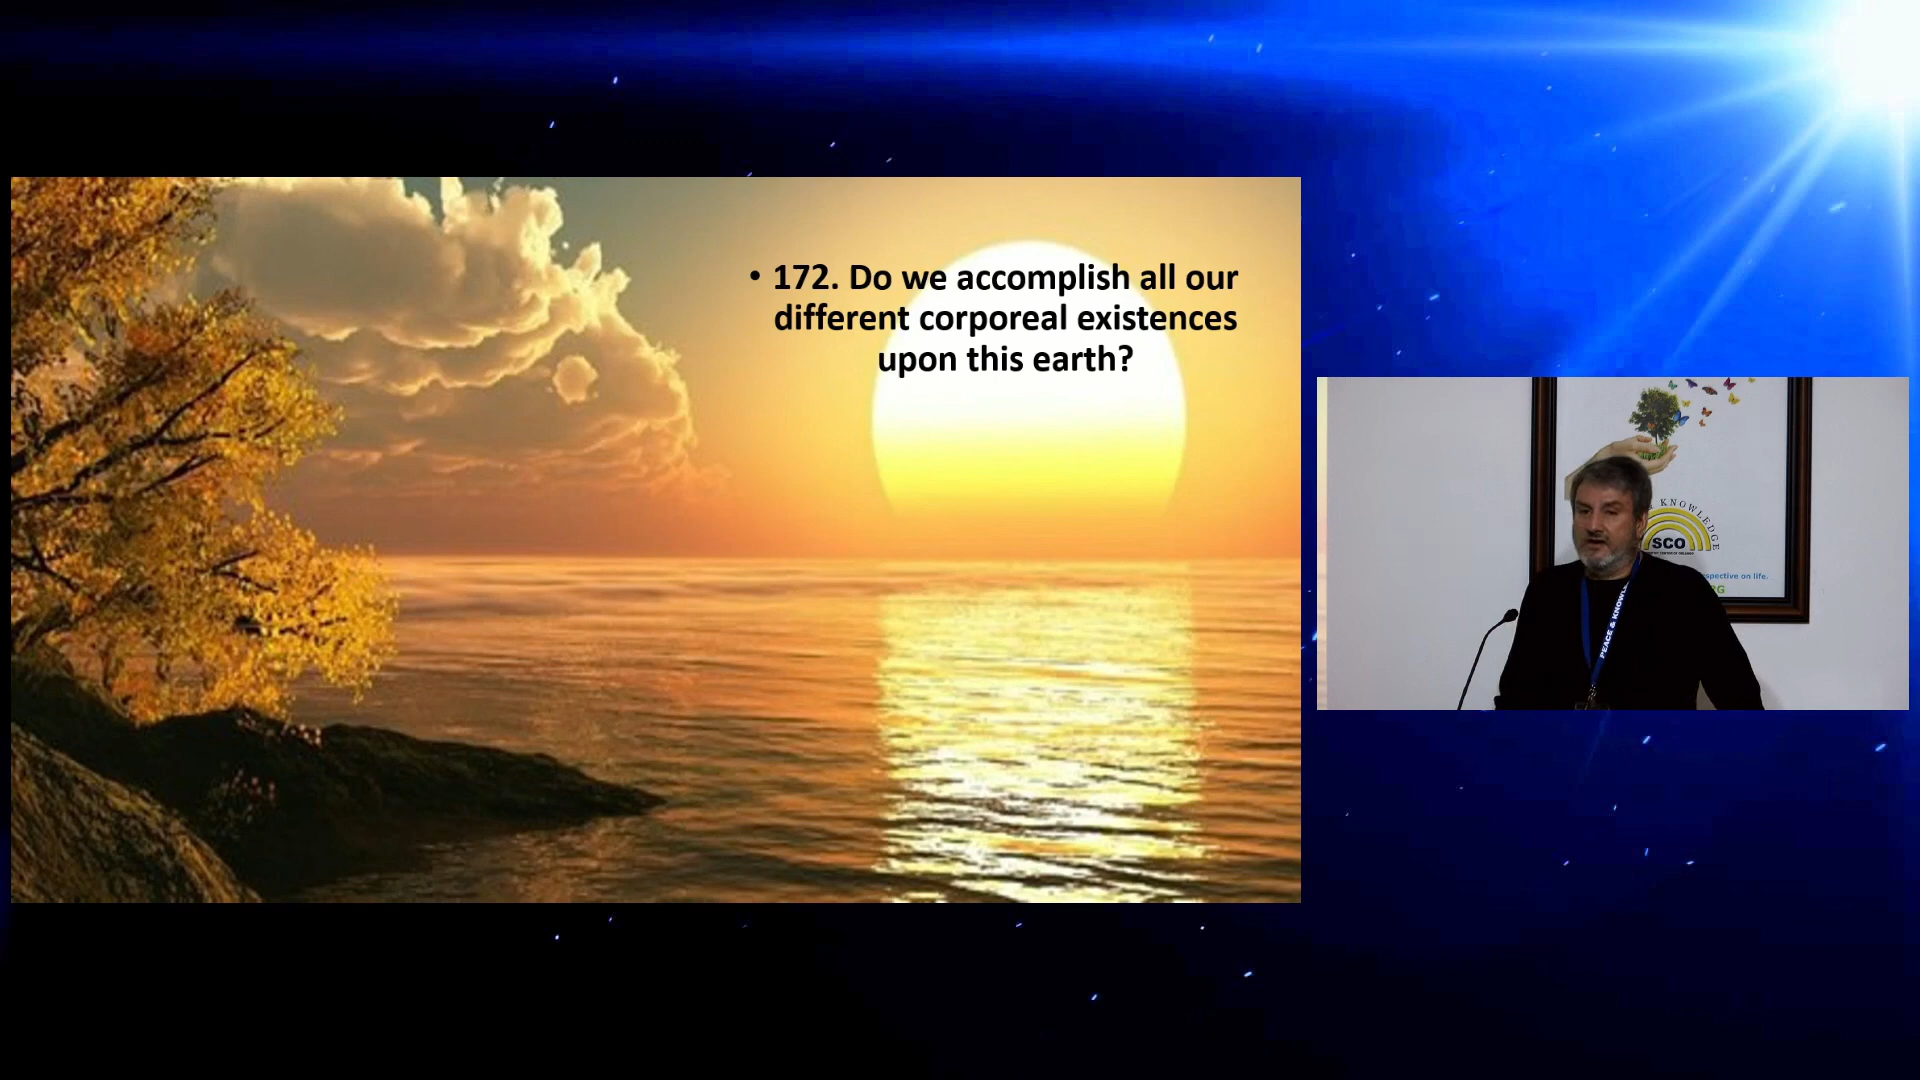 • 172. Do we accomplish all our
different corporeal existences
upon this earth?
KNOWLEDGE
SCO
spective on life.
PEACE & KNOWL